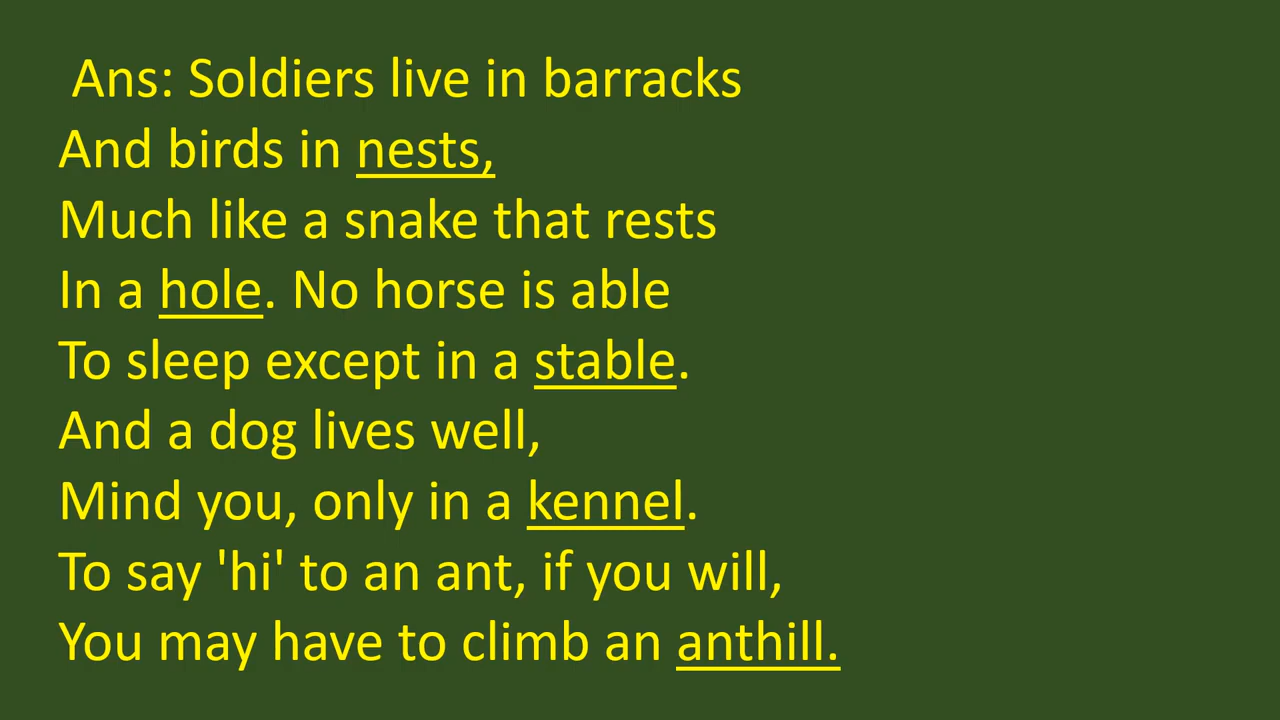 Ans: Soldiers live in barracks
And birds in nests,
Much like a snake that rests
In a hole. No horse is able
To sleep except in a stable.
And a dog lives well,
Mind you, only in a kennel.
To say 'hi' to an ant, if you will,
You may have to climb an anthill.